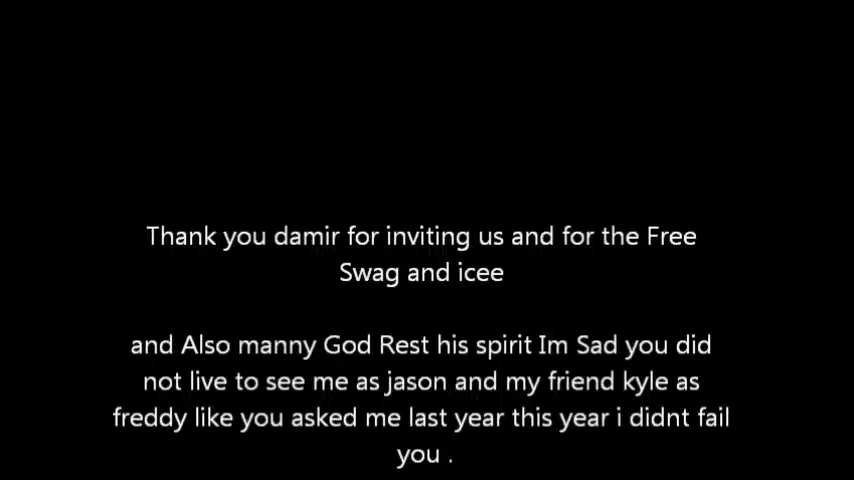 Thank you damir for inviting us and for the Free
Swag and icee
and Also manny God Rest his spirit Im Sad you did
not live to see me as jason and my friend kyle as
freddy like you asked me last year this year i didnt fail
you .